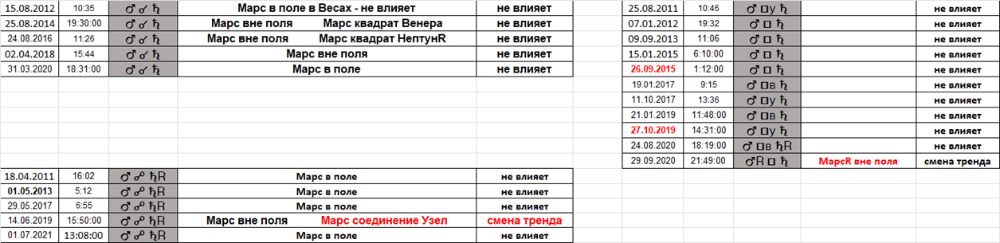 15.08.2012 10:35 ♂ ☌ ♄ Марс в поле в Весах - не влияет не влияет
25.08.2014 19:30:00 ♂ ☌ ♄ Марс вне поля Марс квадрат Венера не влияет
24.08.2016 11:26 ♂ ☌ ♄ Марс вне поля Марс квадрат НептунR не влияет
02.04.2018 15:44 ♂ ☌ ♄ Марс вне поля не влияет
31.03.2020 18:31:00 ♂ ☌ ♄ Марс в поле не влияет
18.04.2011 16:02 ♂ ☍ ♄R Марс в поле не влияет
01.05.2013 5:12 ♂ ☍ ♄R Марс в поле не влияет
29.05.2017 6:55 ♂ ☍ ♄R Марс в поле не влияет
14.06.2019 15:50:00 ♂ ☍ ♄R Марс вне поля Марс соединение Узел смена тренда
01.07.2021 13:08:00 ♂ ☍ ♄R Марс в поле не влияет
25.08.2011 10:46 ♂ □у ♄ не влияет
07.01.2012 19:32 ♂ □ ♄ не влияет
09.09.2013 11:06 ♂ □ ♄ не влияет
15.01.2015 6:10:00 ♂ □ ♄ не влияет
26.09.2015 1:12:00 ♂ □ ♄ не влияет
19.01.2017 9:15 ♂ □в ♄ не влияет
11.10.2017 13:36 ♂ □у ♄ не влияет
21.01.2019 11:48:00 ♂ □в ♄ не влияет
27.10.2019 14:31:00 ♂ □у ♄ не влияет
24.08.2020 18:19:00 ♂ □в ♄R не влияет
29.09.2020 21:49:00 ♂R □ ♄ МарсR вне поля смена тренда